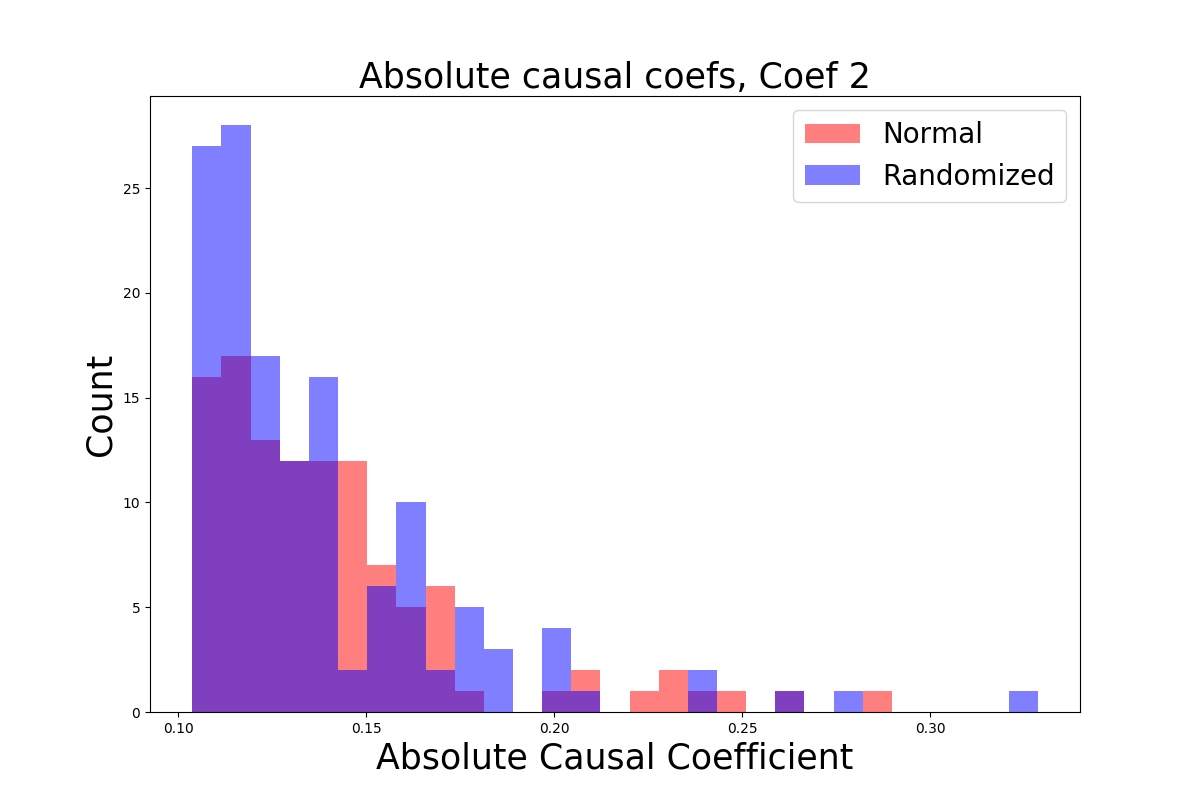 Absolute causal coefs, Coef 2
Normal
Randomized
Count
25
20
15
10
5
0
0.10 0.15 0.20 0.25 0.30
Absolute Causal Coefficient